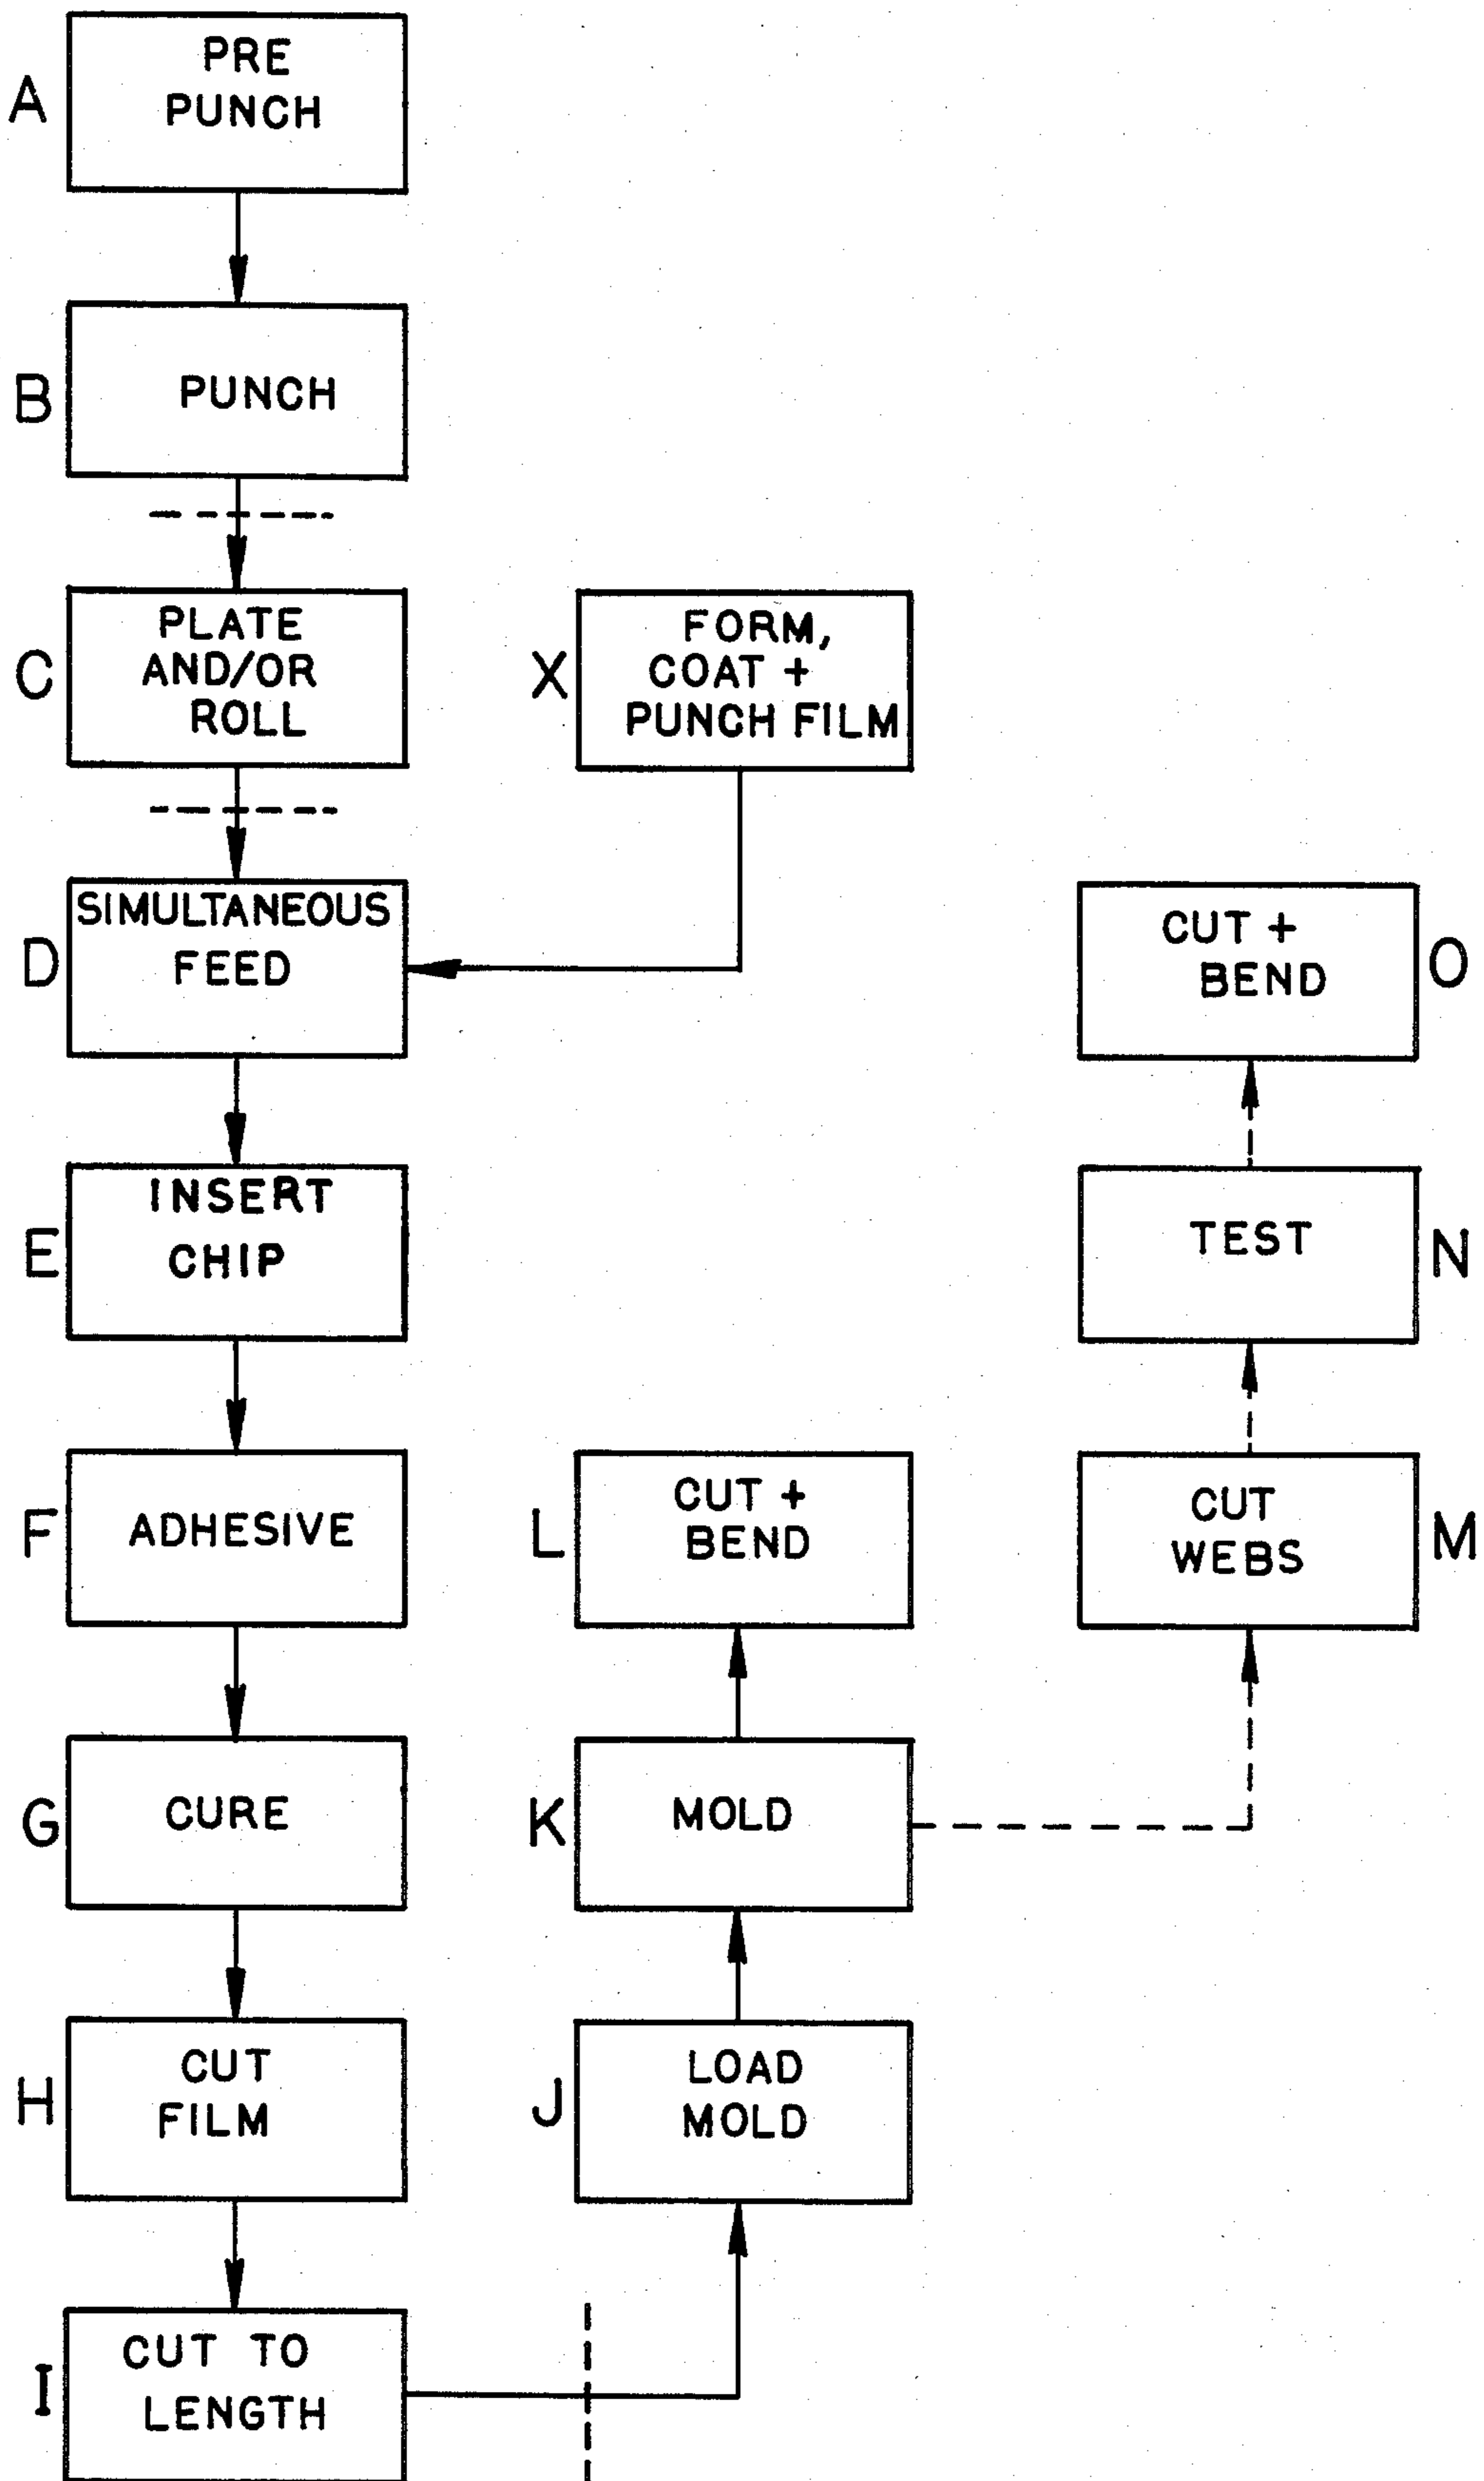 A
PRE
PUNCH
B
PUNCH
C
PLATE
AND/OR
ROLL
X
FORM,
COAT +
PUNCH FILM
D
SIMULTANEOUS
FEED
E
INSERT
CHIP
F
ADHESIVE
G
CURE
H
CUT
FILM
I
CUT TO
LENGTH
J
LOAD
MOLD
K
MOLD
L
CUT +
BEND
M
CUT
WEBS
N
TEST
O
CUT +
BEND